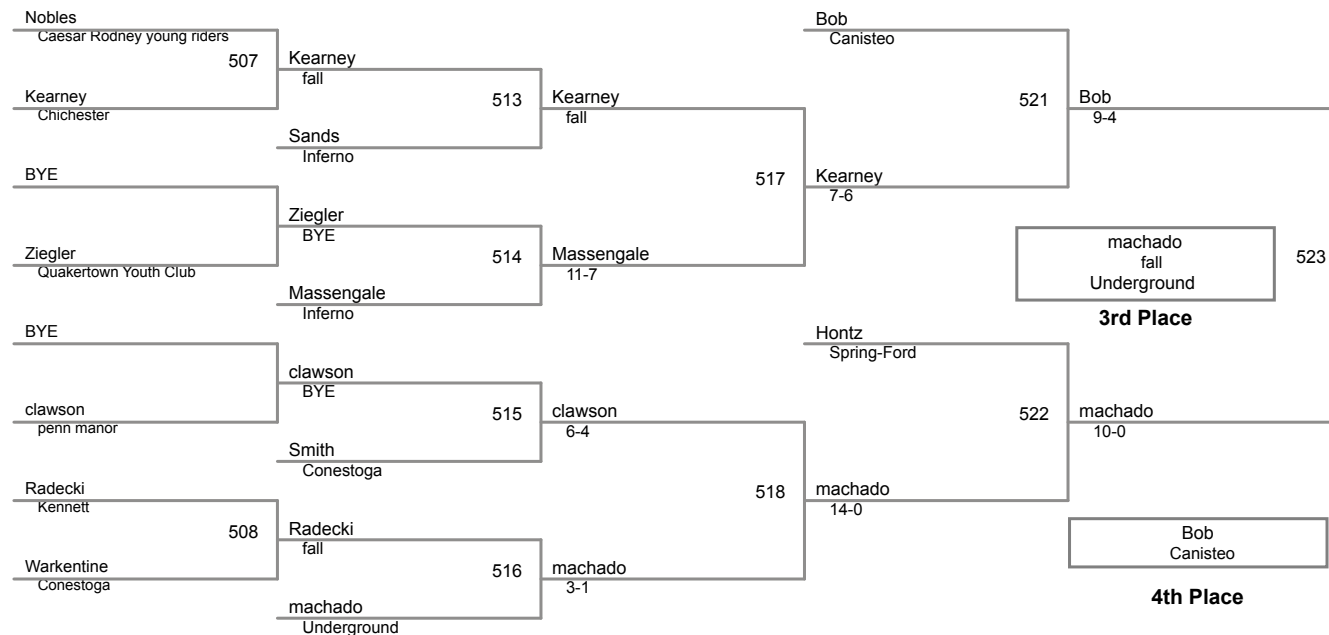 Nobles
Caesar Rodney young riders
507
Kearney
fall
Kearney
Chichester
513
Kearney
fall
Sands
Inferno
BYE
Ziegler
BYE
Ziegler
Quakertown Youth Club
514
Massengale
11-7
Massengale
Inferno
517
Kearney
7-6
Bob
Canisteo
521
Bob
9-4
machado
fall
Underground
523
3rd Place
BYE
clawson
BYE
clawson
penn manor
515
clawson
6-4
Smith
Conestoga
Radecki
Kennett
508
Radecki
fall
Warkentine
Conestoga
516
machado
3-1
machado
Underground
518
machado
14-0
Hontz
Spring-Ford
522
machado
10-0
Bob
Canisteo
4th Place